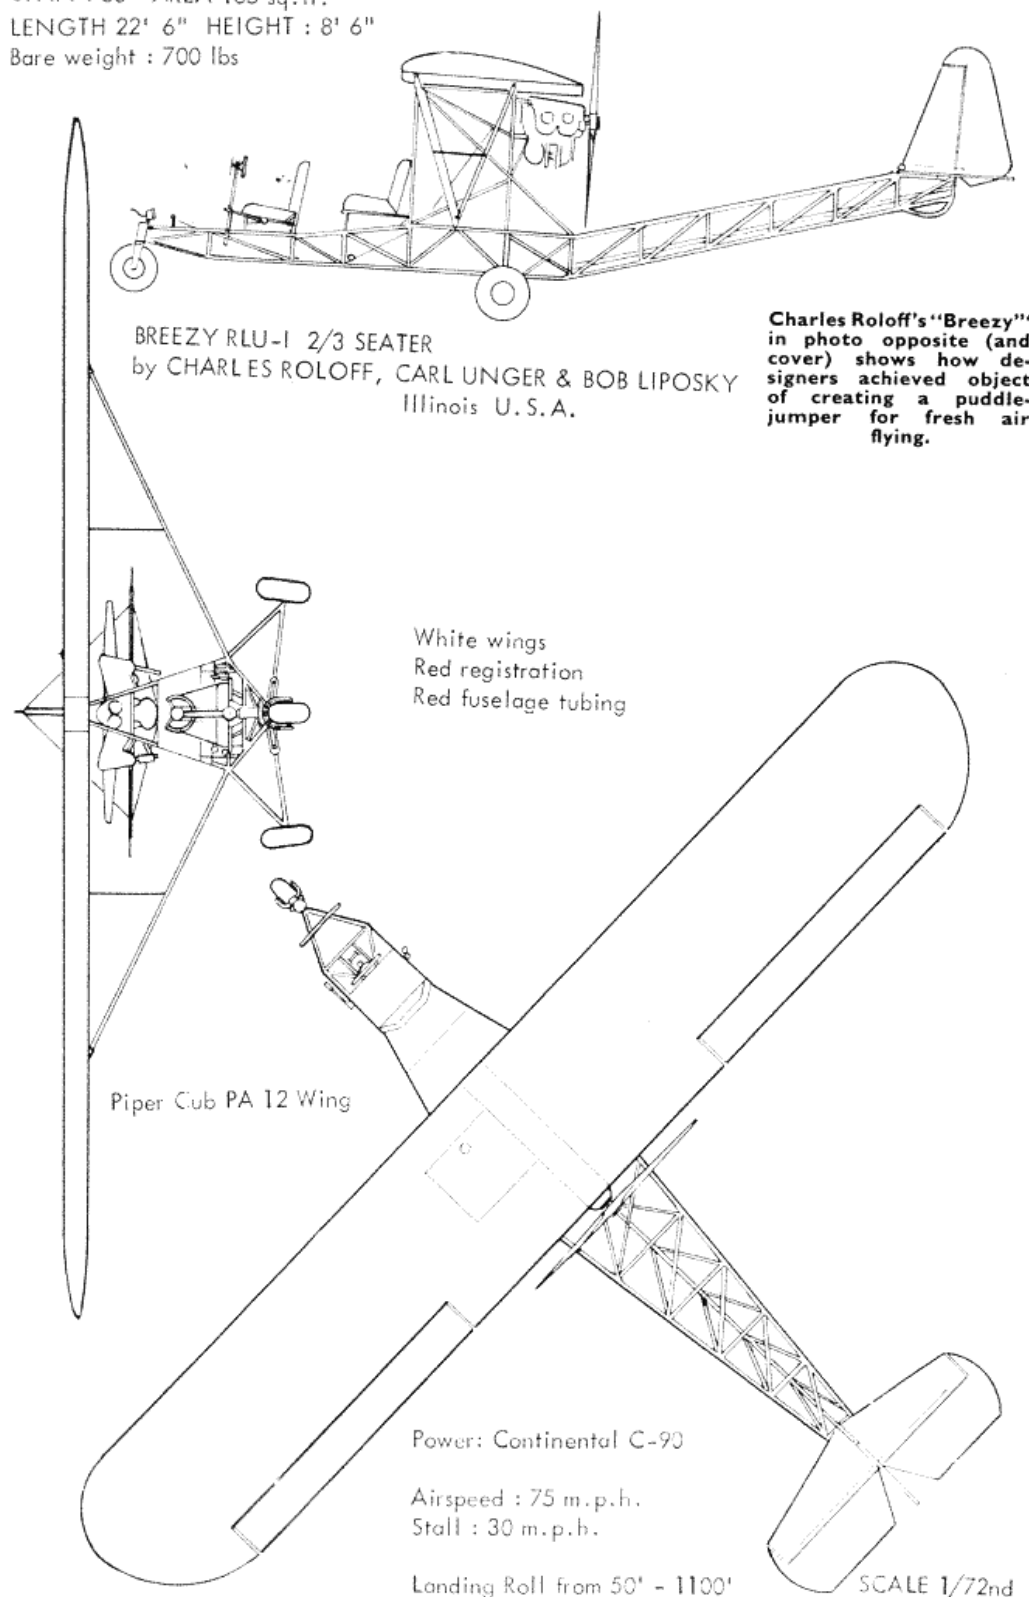 LENGTH 22' 6" HEIGHT : 8' 6"
Bare weight : 700 lbs
BREEZY RLU-1 2/3 SEATER
by CHARLES ROLOFF, CARL UNGER & BOB LIPOSKY
Illinois U.S.A.
Charles Roloff's "Breezy"
in photo opposite (and
cover) shows how de-
signers achieved object
of creating a puddle-
jumper for fresh air
flying.
White wings
Red registration
Red fuselage tubing
Piper Cub PA 12 Wing
Power: Continental C-90
Airspeed : 75 m.p.h.
Stall : 30 m.p.h.
Landing Roll from 50' - 1100'
SCALE 1/72nd